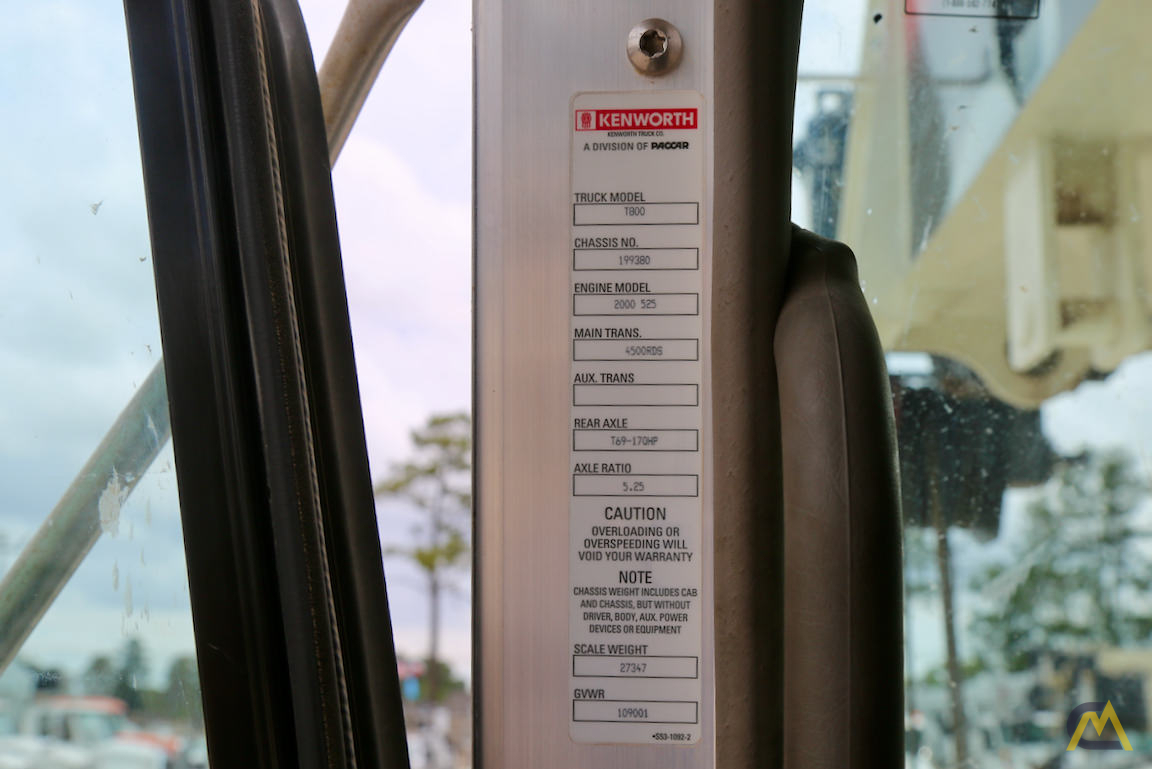 KENWORTH
KENWORTH TRUCK CO.
A DIVISION OF PACCAR
TRUCK MODEL
T800
CHASSIS NO.
199380
ENGINE MODEL
2000 525
MAIN TRANS.
4500RDS
AUX. TRANS
REAR AXLE
T69-170HP
AXLE RATIO
5.25
CAUTION
OVERLOADING OR
OVERSPEEDING WILL
VOID YOUR WARRANTY
NOTE
CHASSIS WEIGHT INCLUDES CAB
AND CHASSIS, BUT WITHOUT
DRIVER, BODY, AUX. POWER
DEVICES OR EQUIPMENT
SCALE WEIGHT
27347
GVWR
109001
•S53-1092-2